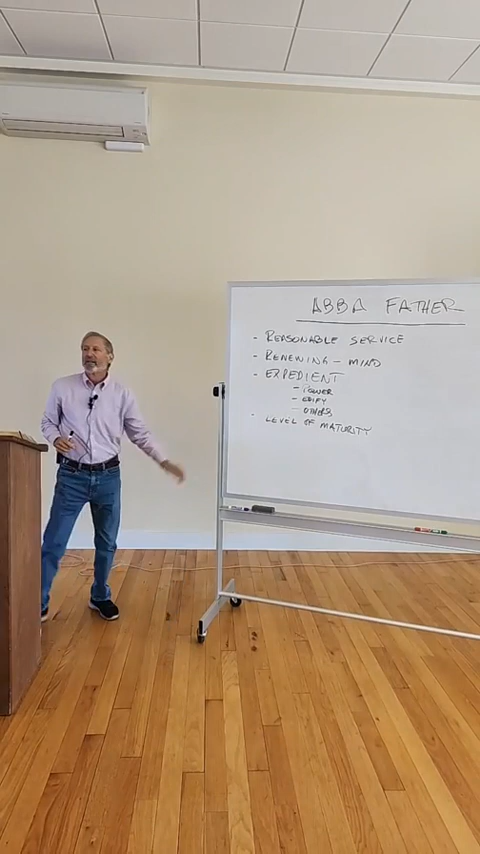 ABBA FATHER
- REASONABLE SERVICE
- RENEWING - MIND
- EXPEDIENT
- POWER
- EDIFY
- OTHERS
- LEVEL OF MATURITY